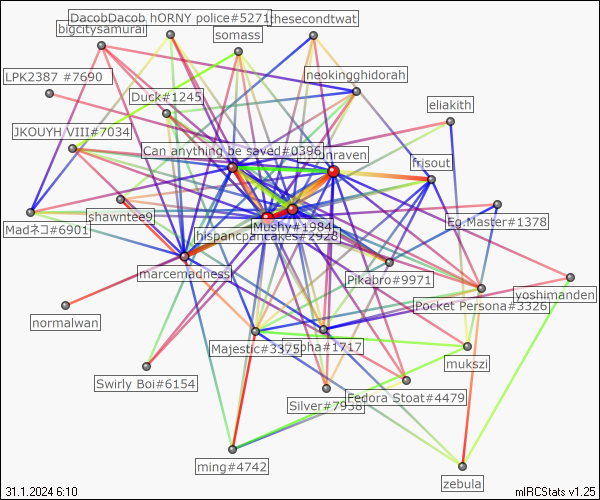 DacobDacob hORNY police#5271
thesecondtwat
bigcitysamurai
somass
LPK2387 #7690
neokingghidorah
Duck#1245
eliakith
JKOUYH VIII#7034
Can anything be saved#0396
onraven
frisout
Madネコ#6901
shawntee9
Mushy#1984
hispancpancakes#2928
Eg.Master#1378
marcemadness
Pikabro#9971
Pocket Persona#3326
yoshimanden
normalwan
Majestic#3375
pha#1717
mukszi
Swirly Boi#6154
Silver#7938
Fedora Stoat#4479
ming#4742
zebula
31.1.2024 6:10
mIRCStats v1.25